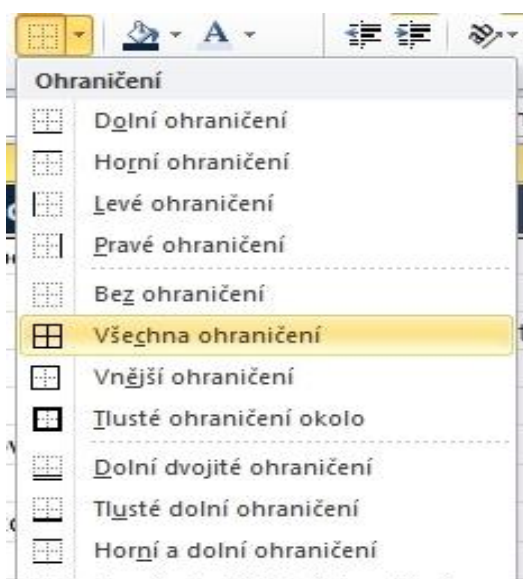 A
Ohraničení
Dolní ohraničení
Horní ohraničení
Levé ohraničení
Pravé ohraničení
Bez ohraničení
Všechna ohraničení
Vnější ohraničení
Tlusté ohraničení okolo
Dolní dvojité ohraničení
Tlusté dolní ohraničení
Horní a dolní ohraničení